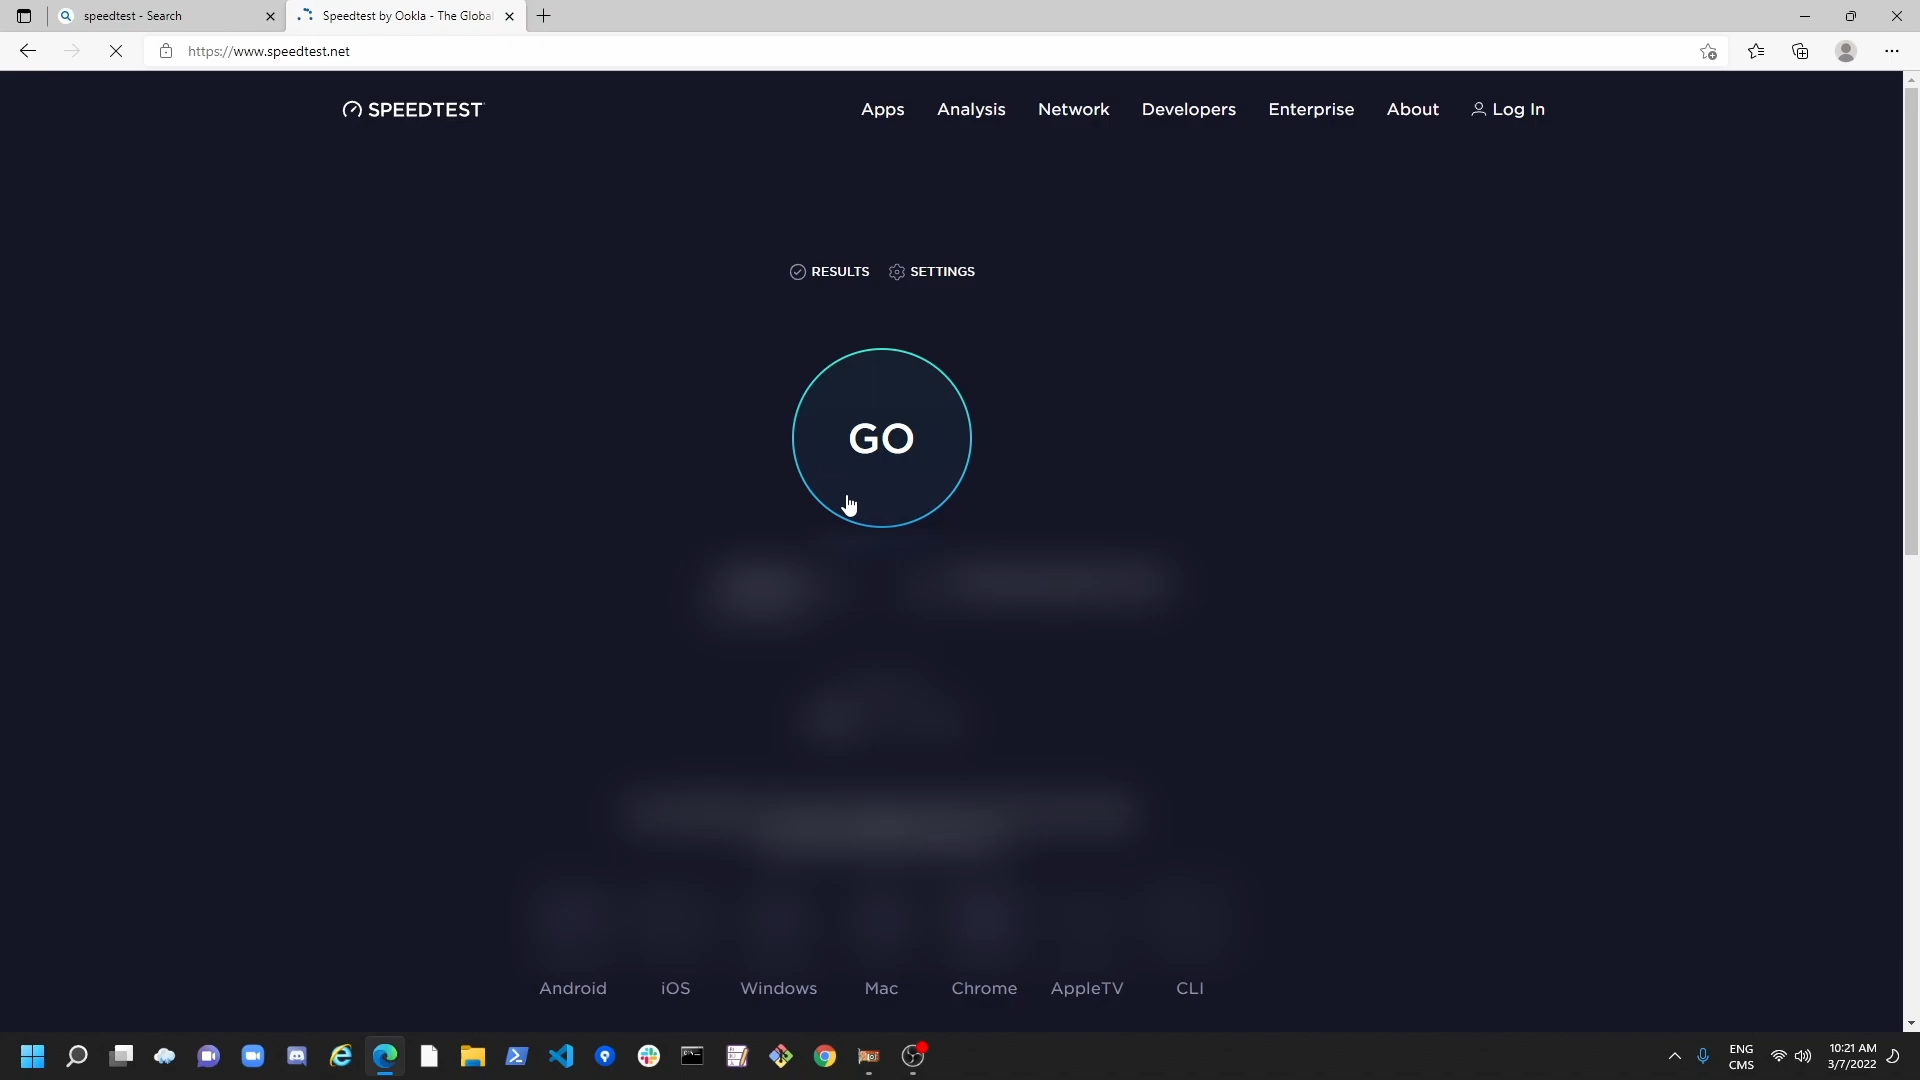 speedtest - Search
Speedtest by Ookla - The Globa
https://www.speedtest.net
SPEEDTEST
Apps
Analysis
Network
Developers
Enterprise
About
Log In
RESULTS
SETTINGS
GO
Android
iOS
Windows
Mac
Chrome
AppleTV
CLI
ENG
CMS
10:21 AM
3/7/2022